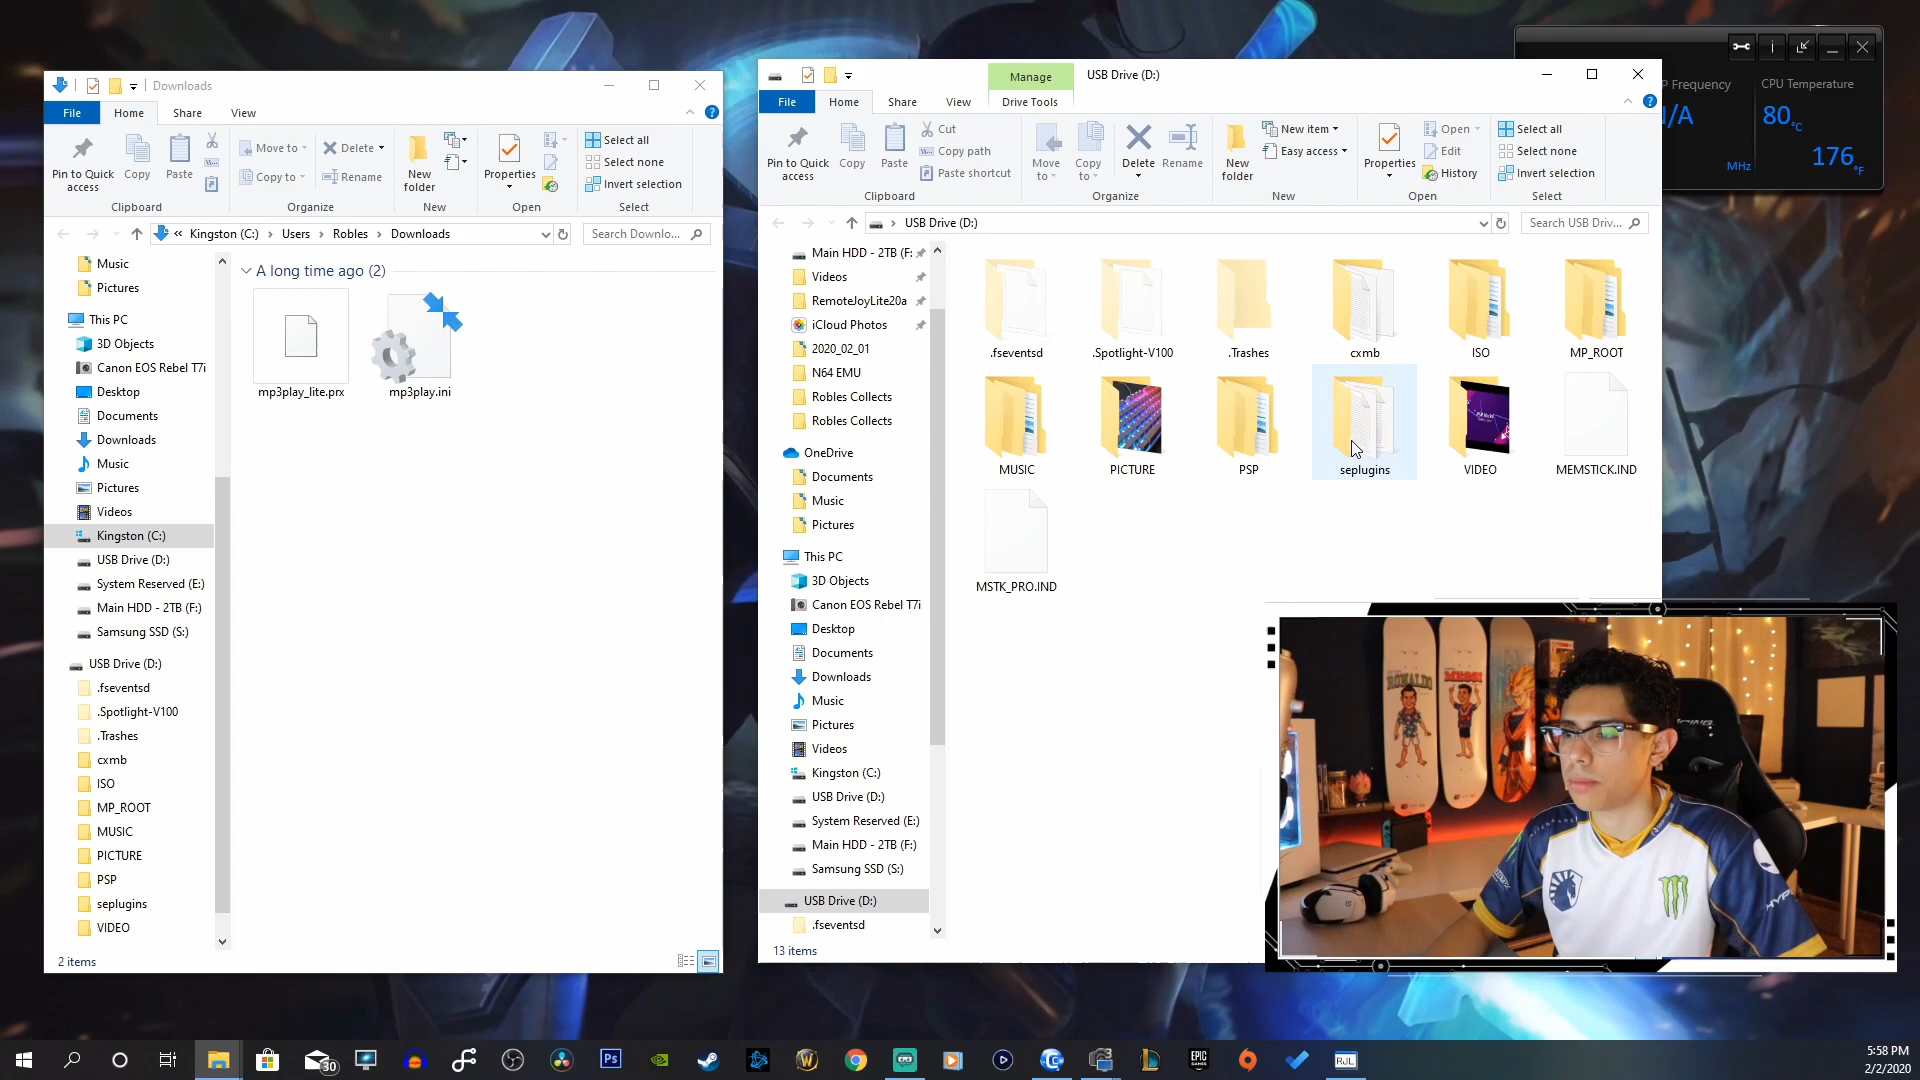 Downloads
File Home Share View
Pin to Quick access
Copy
Paste
Clipboard
Move to
Copy to
Delete
Rename
Organize
New folder
New
Properties
Open
Select all
Select none
Invert selection
Select
« Kingston (C:) › Users › Robles › Downloads
Search Downlo...
Music
Pictures
This PC
3D Objects
Canon EOS Rebel T7i
Desktop
Documents
Downloads
Music
Pictures
Videos
Kingston (C:)
USB Drive (D:)
System Reserved (E:)
Main HDD - 2TB (F:)
Samsung SSD (S:)
USB Drive (D:)
.fseventsd
.Spotlight-V100
.Trashes
cxmb
ISO
MP_ROOT
MUSIC
PICTURE
PSP
seplugins
VIDEO
A long time ago (2)
mp3play_lite.prx
mp3play.ini
2 items
Manage
USB Drive (D:)
File Home Share View Drive Tools
Pin to Quick access
Copy
Paste
Cut
Copy path
Paste shortcut
Clipboard
Move to
Copy to
Delete
Rename
Organize
New folder
New item
Easy access
New
Properties
Open
Edit
History
Open
Select all
Select none
Invert selection
Select
› USB Drive (D:)
Search USB Driv...
Main HDD - 2TB (F:
Videos
RemoteJoyLite20a
iCloud Photos
2020_02_01
N64 EMU
Robles Collects
Robles Collects
OneDrive
Documents
Music
Pictures
This PC
3D Objects
Canon EOS Rebel T7i
Desktop
Documents
Downloads
Music
Pictures
Videos
Kingston (C:)
USB Drive (D:)
System Reserved (E:)
Main HDD - 2TB (F:)
Samsung SSD (S:)
USB Drive (D:)
.fseventsd
.fseventsd
.Spotlight-V100
.Trashes
cxmb
ISO
MP_ROOT
MUSIC
PICTURE
PSP
seplugins
VIDEO
MEMSTICK.IND
MSTK_PRO.IND
13 items
P Frequency
/A
MHz
CPU Temperature
80 °C
176 °F
RONALDO
MESSI
30
Ps
EPIC GAMES
RJL
5:58 PM
2/2/2020